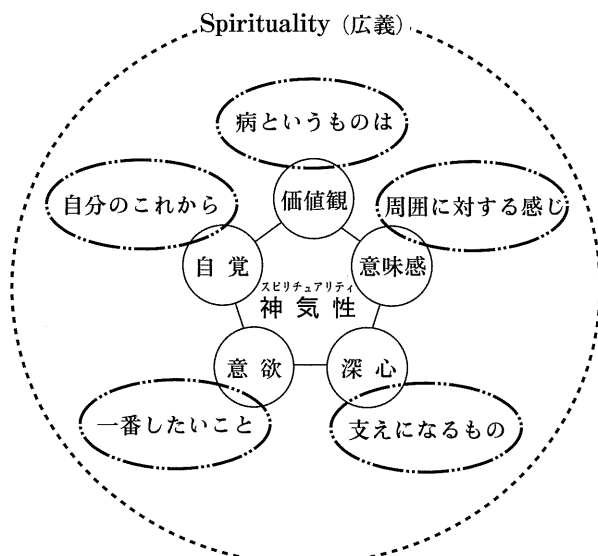 Spirituality（広義）
病というものは
価値観
自分のこれから
周囲に対する感じ
自覚
意味感
スピリチュアリティ
神気性
意欲
深心
一番したいこと
支えになるもの